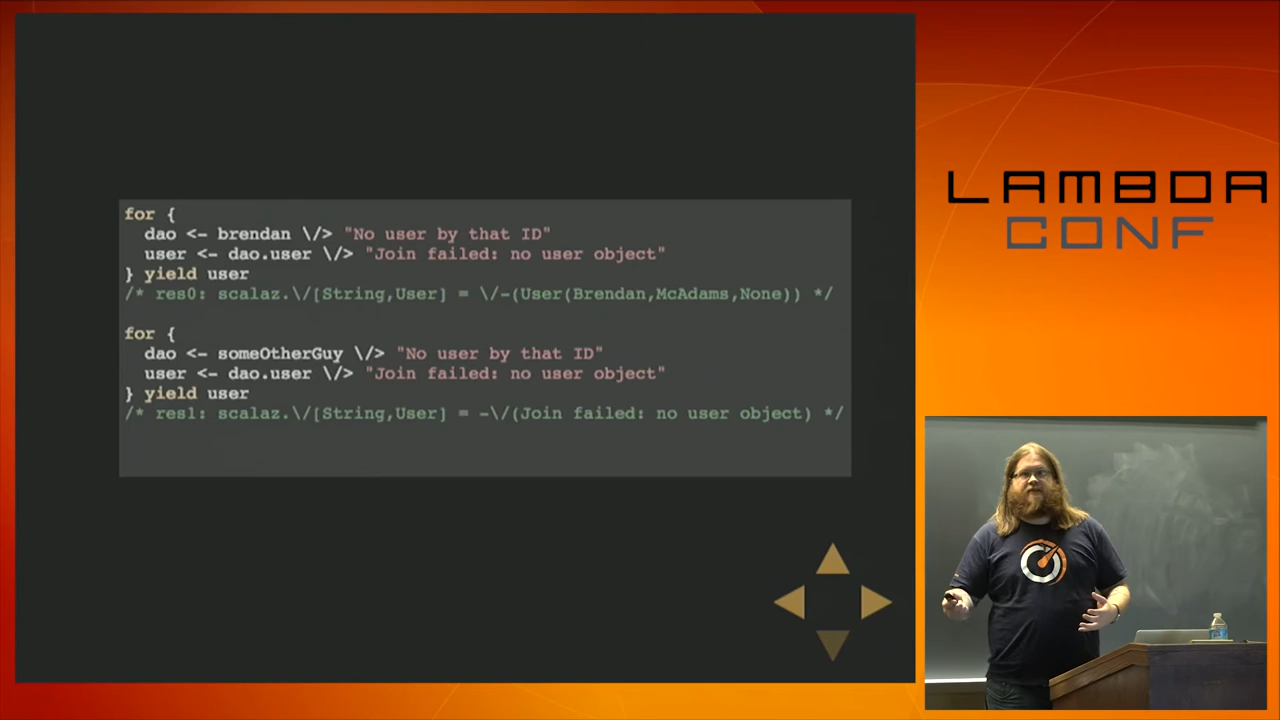 for {
  dao <- brendan \/> "No user by that ID"
  user <- dao.user \/> "Join failed: no user object"
} yield user
/* res0: scalaz.\/[String,User] = \/-(User(Brendan,McAdams,None)) */
for {
  dao <- someOtherGuy \/> "No user by that ID"
  user <- dao.user \/> "Join failed: no user object"
} yield user
/* res1: scalaz.\/[String,User] = -\/(Join failed: no user object) */
LAMBDA
CONF